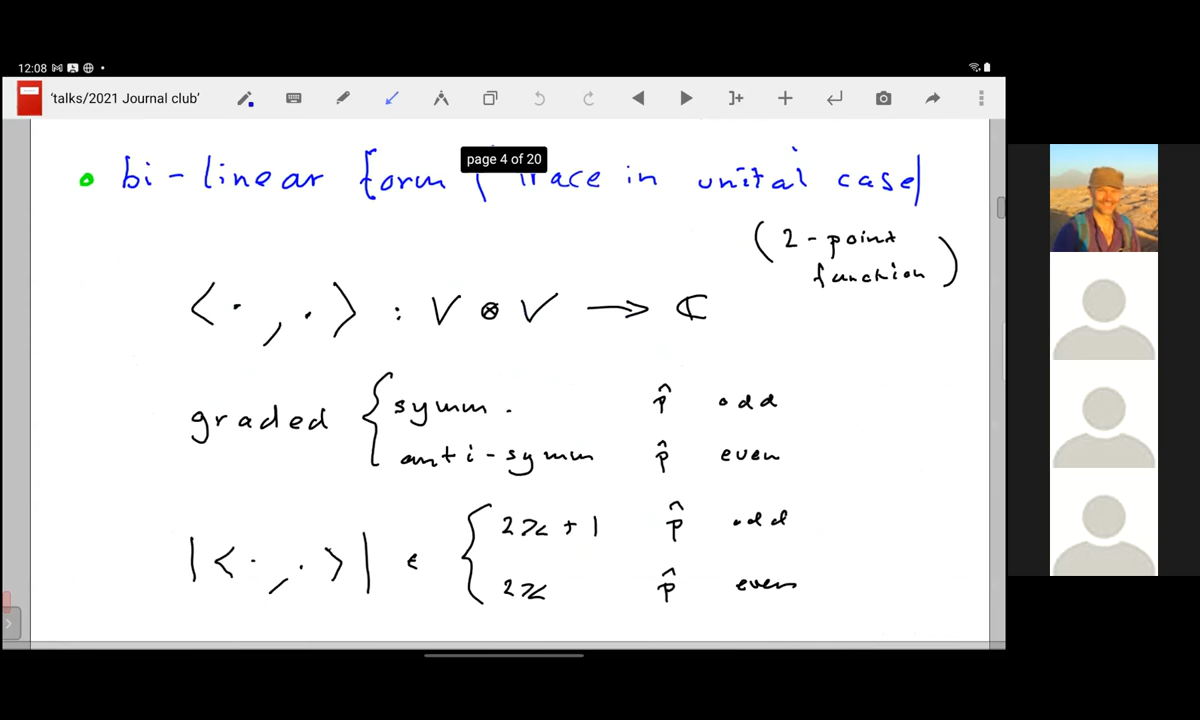 12:08
'talks/2021 Journal club'
page 4 of 20
• bi-linear form ( trace in unital case)
(2-point function)
⟨·,·⟩ : V ⊗ V → ℂ
graded { symm. p̂ odd
anti-symm p̂ even
|⟨·,·⟩| ∈ { 2ℤ+1 p̂ odd
2ℤ p̂ even